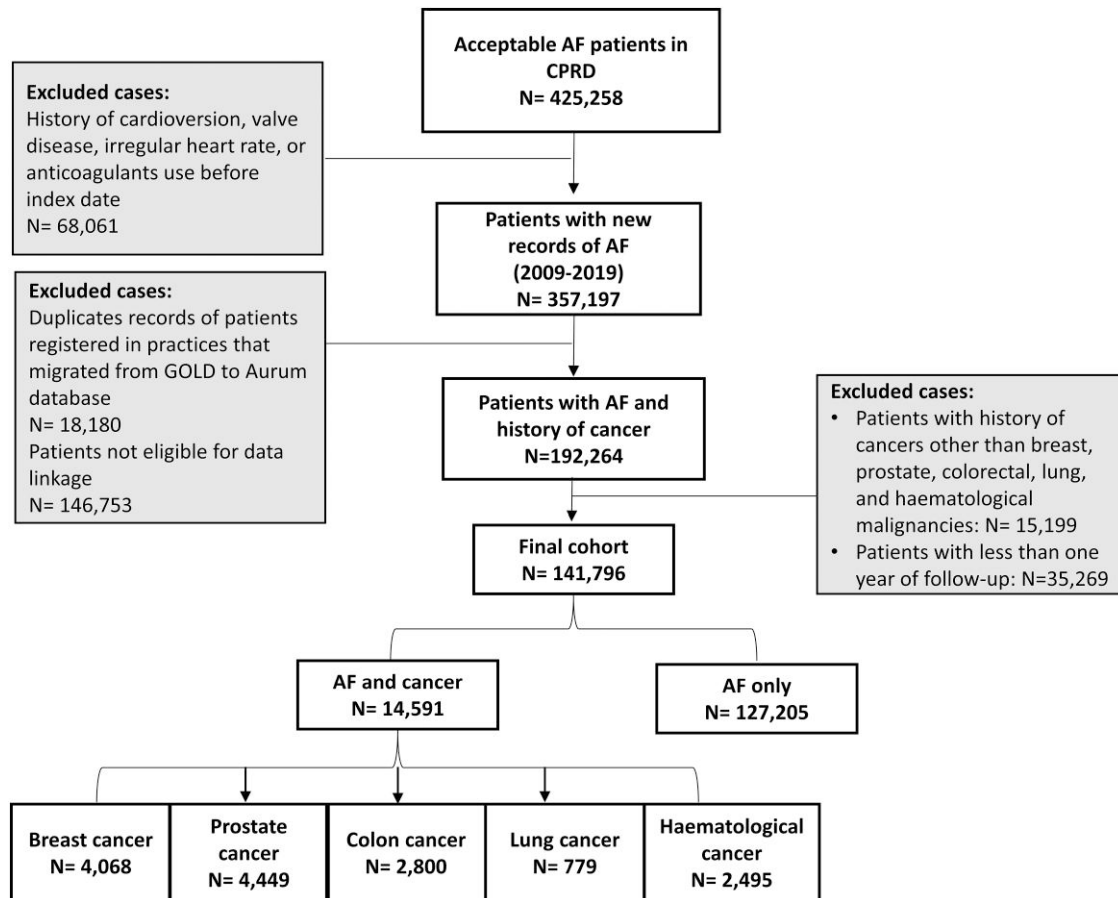 Acceptable AF patients in
CPRD
N= 425,258
Excluded cases:
History of cardioversion, valve
disease, irregular heart rate, or
anticoagulants use before
index date
N= 68,061
Patients with new
records of AF
(2009-2019)
N= 357,197
Excluded cases:
Duplicates records of patients
registered in practices that
migrated from GOLD to Aurum
database
N= 18,180
Patients not eligible for data
linkage
N= 146,753
Patients with AF and
history of cancer
N=192,264
Excluded cases:
• Patients with history of
cancers other than breast,
prostate, colorectal, lung,
and haematological
malignancies: N= 15,199
• Patients with less than one
year of follow-up: N=35,269
Final cohort
N= 141,796
AF and cancer
N= 14,591
AF only
N= 127,205
Breast cancer
N= 4,068
Prostate
cancer
N= 4,449
Colon cancer
N= 2,800
Lung cancer
N= 779
Haematological
cancer
N= 2,495